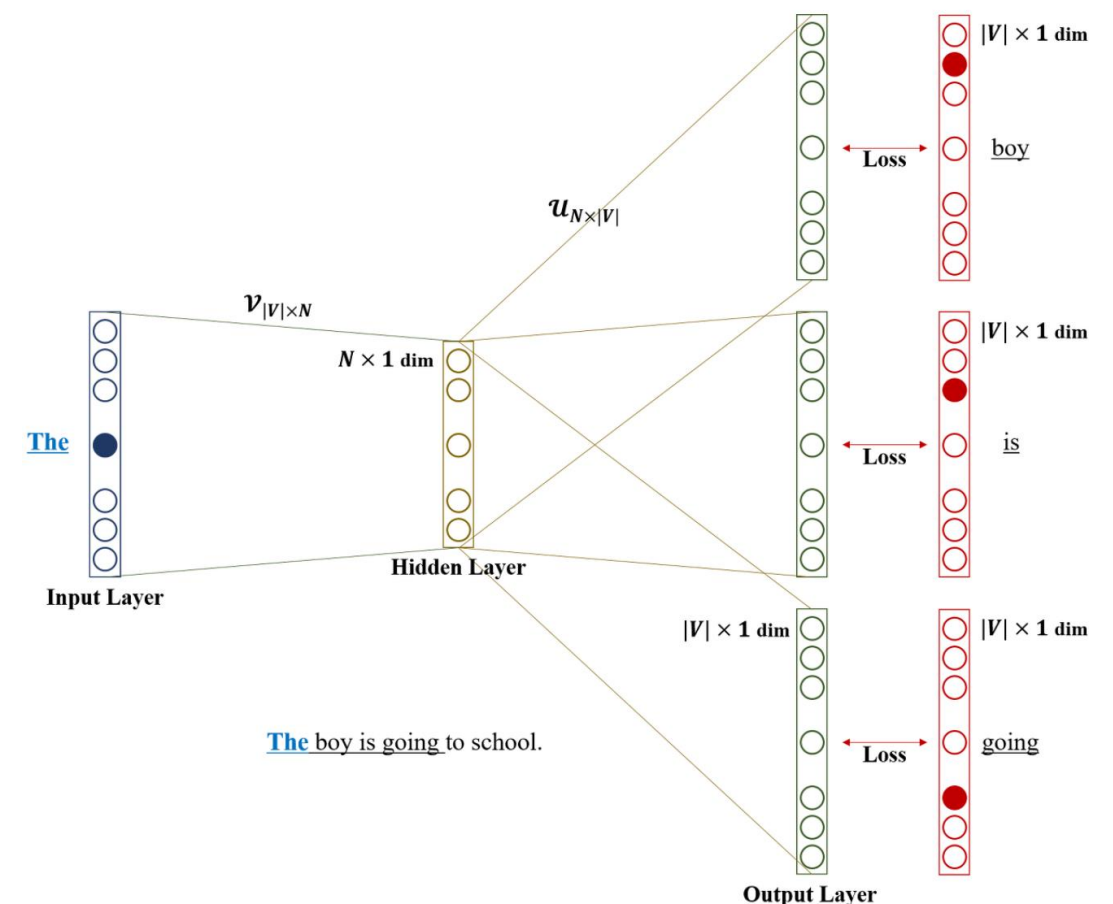 |V| × 1 dim
boy
Loss
𝒰_{N×|V|}
𝒱_{|V|×N}
N × 1 dim
|V| × 1 dim
The
Loss
is
Hidden Layer
Input Layer
|V| × 1 dim
|V| × 1 dim
The boy is going to school.
Loss
going
Output Layer